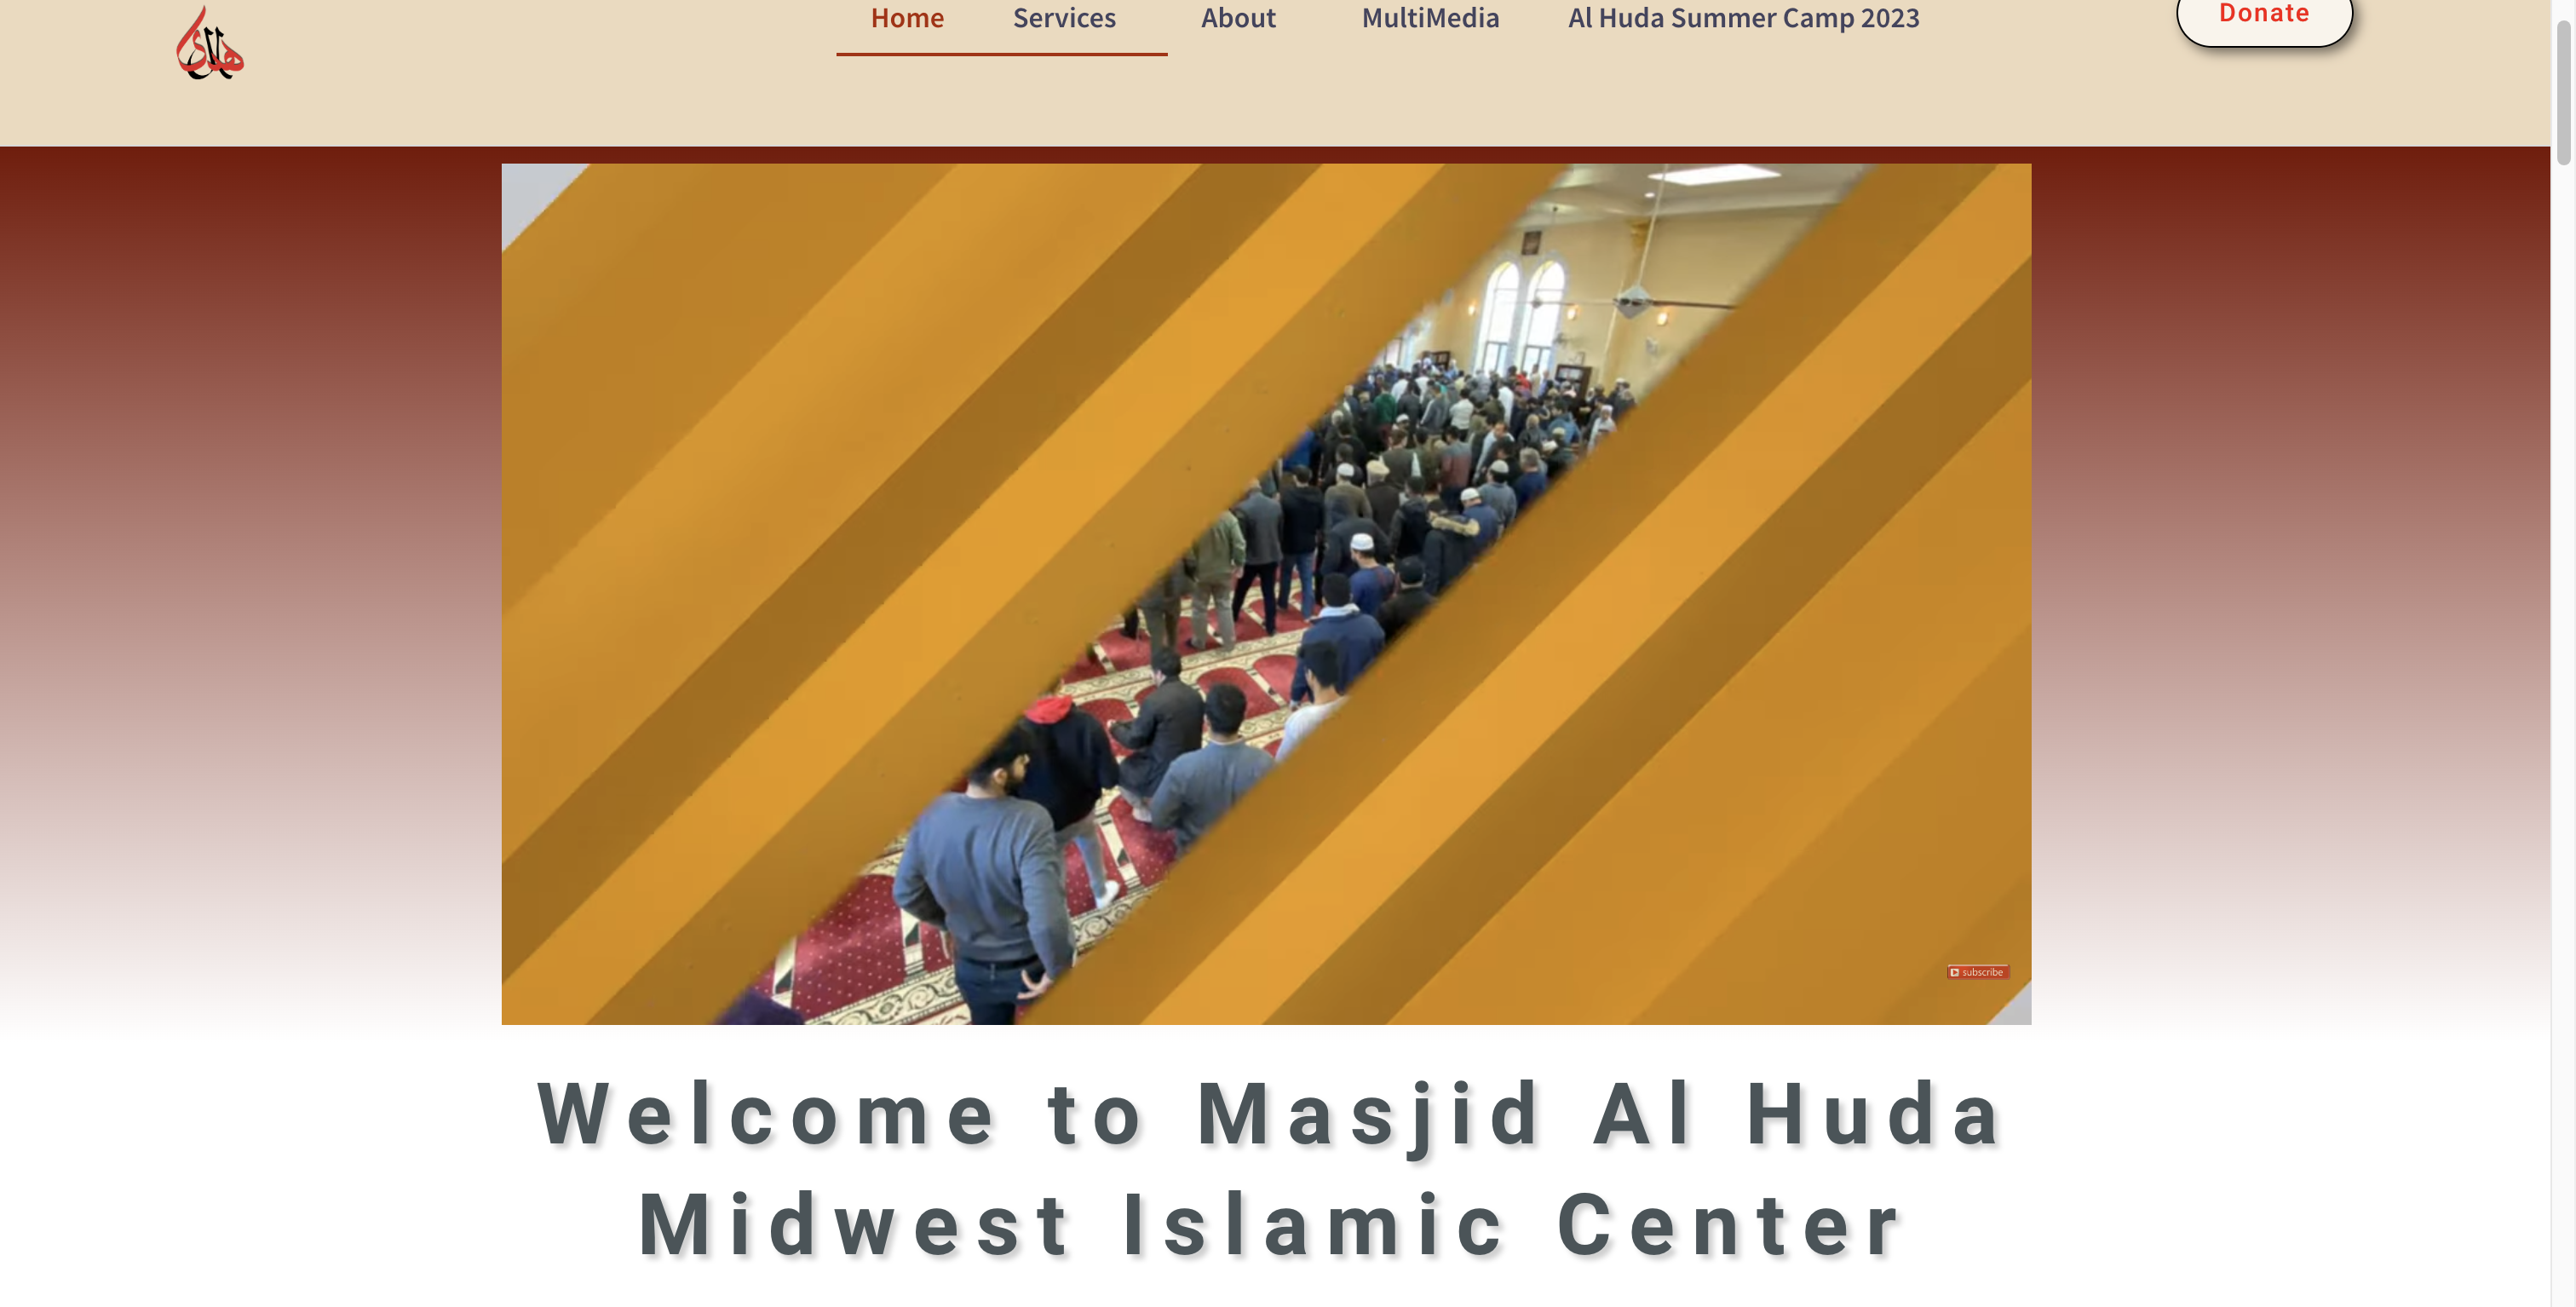 Home Services About MultiMedia Al Huda Summer Camp 2023 Donate
subscribe
Welcome to Masjid Al Huda
Midwest Islamic Center